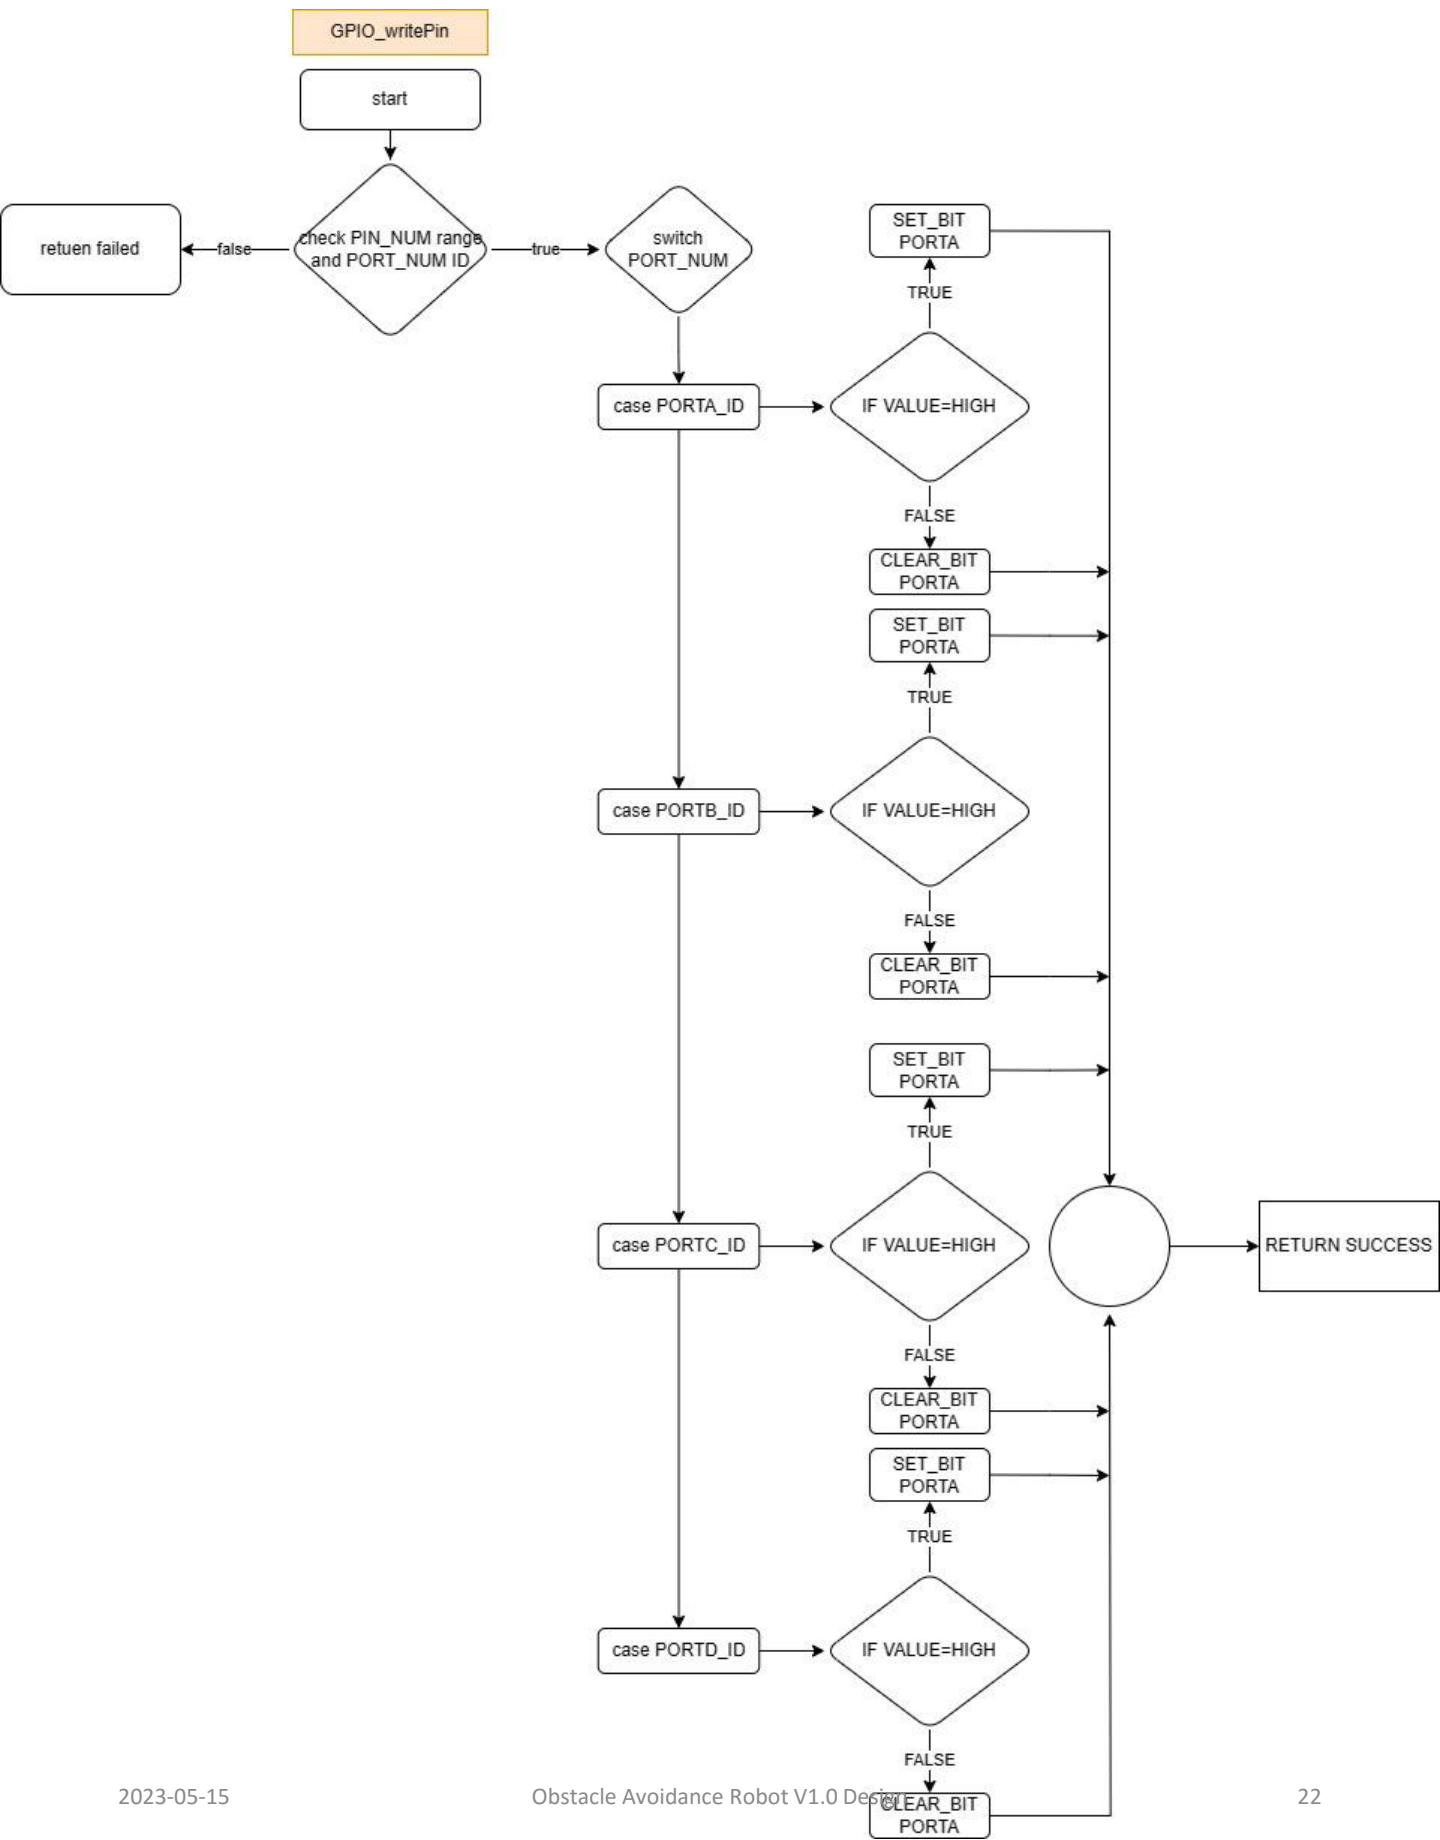 GPIO_writePin
start
retuen failed
false
check PIN_NUM range
and PORT_NUM ID
true
switch
PORT_NUM
SET_BIT
PORTA
TRUE
case PORTA_ID
IF VALUE=HIGH
FALSE
CLEAR_BIT
PORTA
SET_BIT
PORTA
TRUE
case PORTB_ID
IF VALUE=HIGH
FALSE
CLEAR_BIT
PORTA
SET_BIT
PORTA
TRUE
case PORTC_ID
IF VALUE=HIGH
RETURN SUCCESS
FALSE
CLEAR_BIT
PORTA
SET_BIT
PORTA
TRUE
case PORTD_ID
IF VALUE=HIGH
FALSE
CLEAR_BIT
PORTA
2023-05-15
Obstacle Avoidance Robot V1.0 Design
22